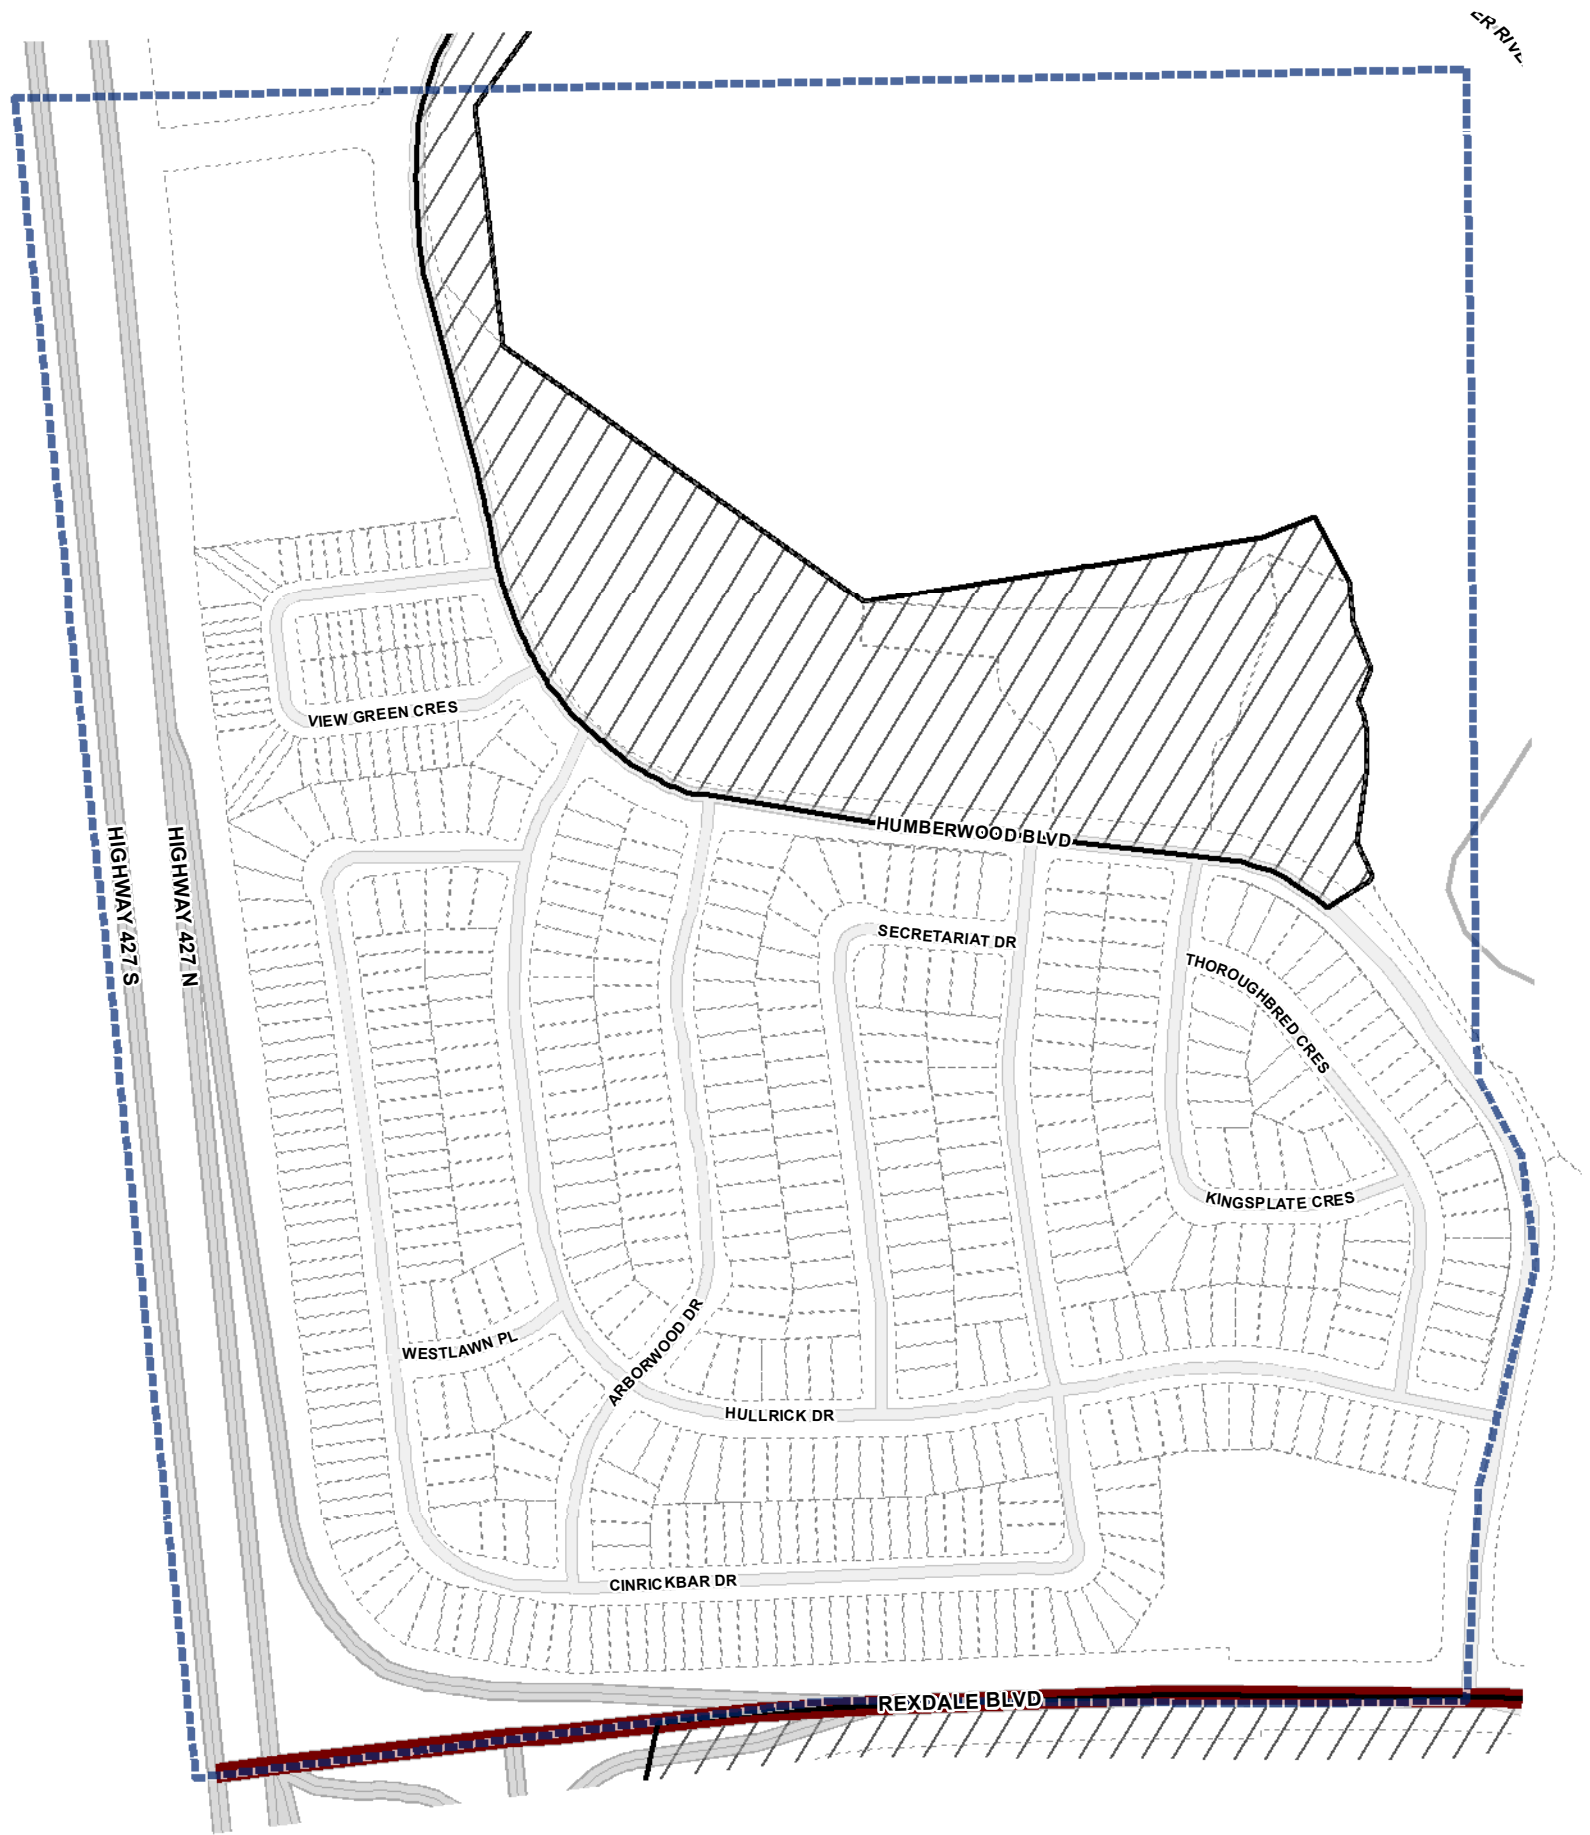 VIEW GREEN CRES
HUMBERWOOD BLVD
HIGHWAY 427 S
HIGHWAY 427 N
SECRETARIAT DR
THOROUGHBRED CRES
KINGSPLATE CRES
WESTLAWN PL
ARBORWOOD DR
HULLRICK DR
CINRICKBAR DR
REXDALE BLVD